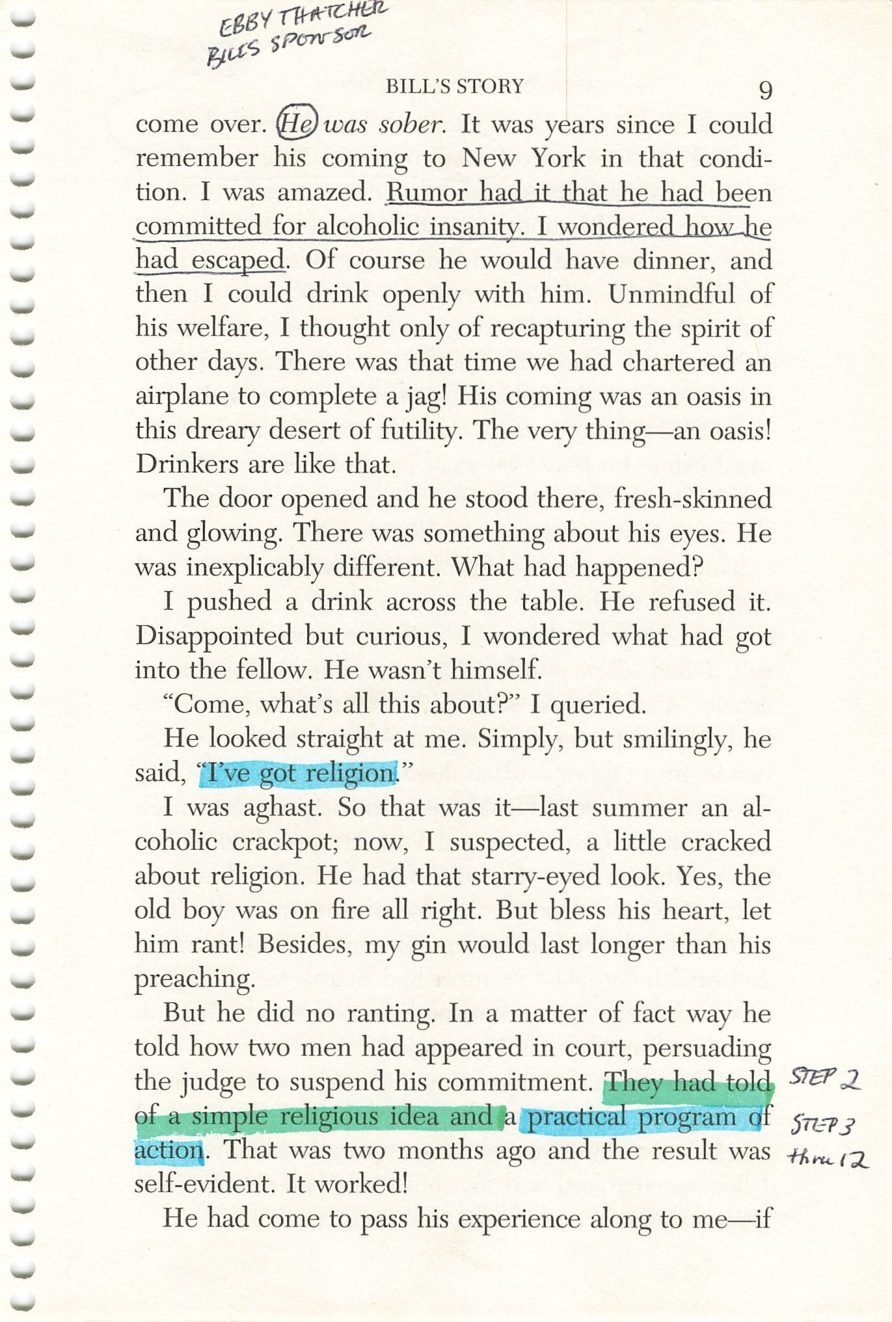 EBBY THATCHER
BILLS SPONSOR
BILL'S STORY 9
come over. He was sober. It was years since I could
remember his coming to New York in that condi-
tion. I was amazed. Rumor had it that he had been
committed for alcoholic insanity. I wondered how he
had escaped. Of course he would have dinner, and
then I could drink openly with him. Unmindful of
his welfare, I thought only of recapturing the spirit of
other days. There was that time we had chartered an
airplane to complete a jag! His coming was an oasis in
this dreary desert of futility. The very thing—an oasis!
Drinkers are like that.
The door opened and he stood there, fresh-skinned
and glowing. There was something about his eyes. He
was inexplicably different. What had happened?
I pushed a drink across the table. He refused it.
Disappointed but curious, I wondered what had got
into the fellow. He wasn't himself.
“Come, what's all this about?” I queried.
He looked straight at me. Simply, but smilingly, he
said, “I've got religion.”
I was aghast. So that was it—last summer an al-
coholic crackpot; now, I suspected, a little cracked
about religion. He had that starry-eyed look. Yes, the
old boy was on fire all right. But bless his heart, let
him rant! Besides, my gin would last longer than his
preaching.
But he did no ranting. In a matter of fact way he
told how two men had appeared in court, persuading
the judge to suspend his commitment. They had told STEP 2
of a simple religious idea and a practical program of STEP 3
action. That was two months ago and the result was thru 12
self-evident. It worked!
He had come to pass his experience along to me—if